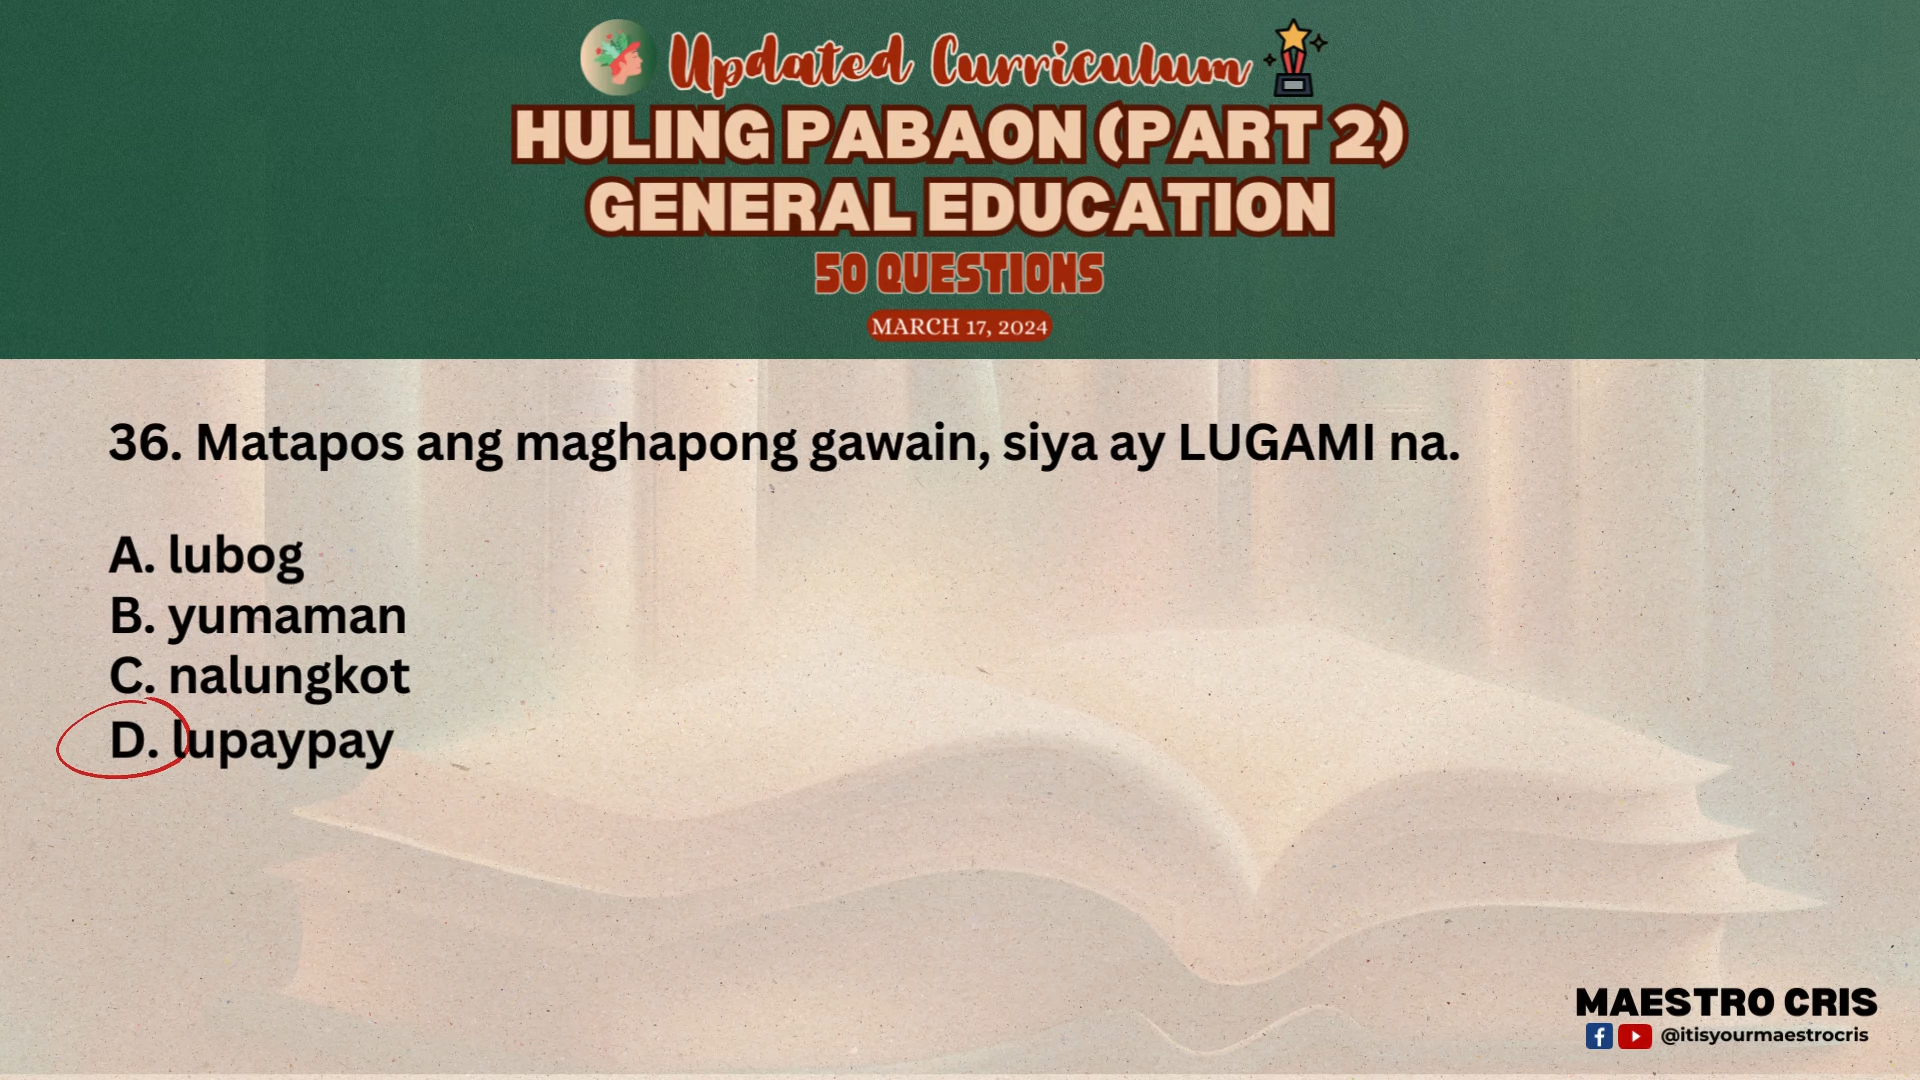 Updated Curriculum
HULING PABAON (PART 2)
GENERAL EDUCATION
50 QUESTIONS
MARCH 17, 2024
36. Matapos ang maghapong gawain, siya ay LUGAMI na.
A. lubog
B. yumaman
C. nalungkot
D. lupaypay
MAESTRO CRIS
@itisyourmaestrocris